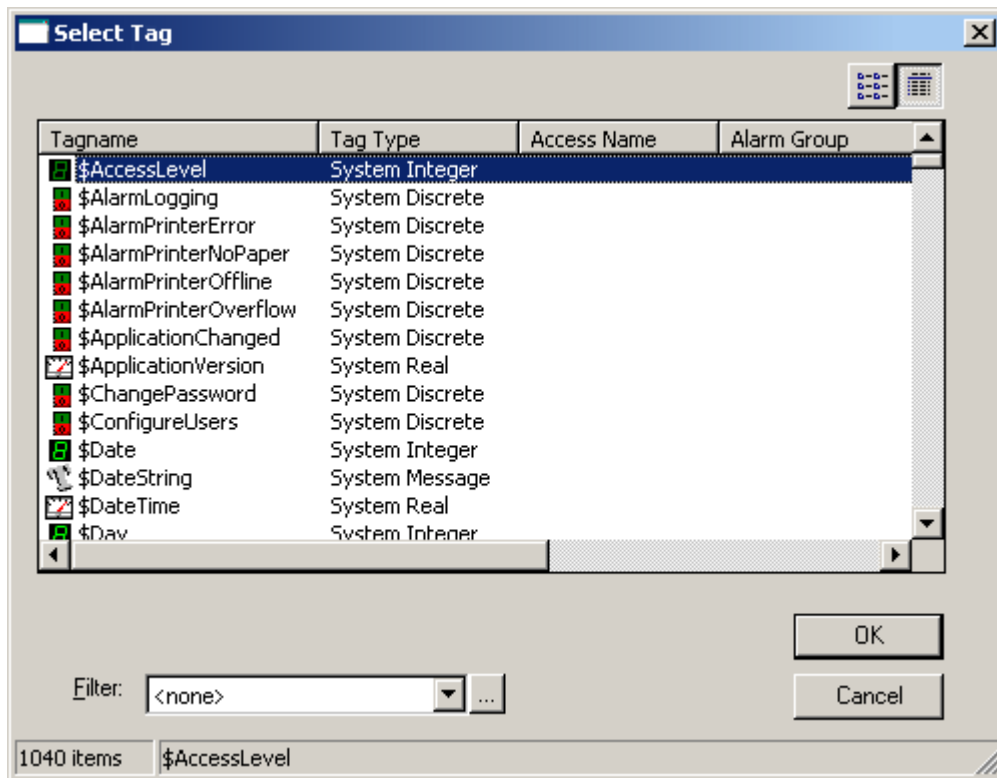 Select Tag
Tagname Tag Type Access Name Alarm Group
$AccessLevel System Integer
$AlarmLogging System Discrete
$AlarmPrinterError System Discrete
$AlarmPrinterNoPaper System Discrete
$AlarmPrinterOffline System Discrete
$AlarmPrinterOverflow System Discrete
$ApplicationChanged System Discrete
$ApplicationVersion System Real
$ChangePassword System Discrete
$ConfigureUsers System Discrete
$Date System Integer
$DateString System Message
$DateTime System Real
$Day System Integer
OK
Filter: <none> ...
Cancel
1040 items $AccessLevel